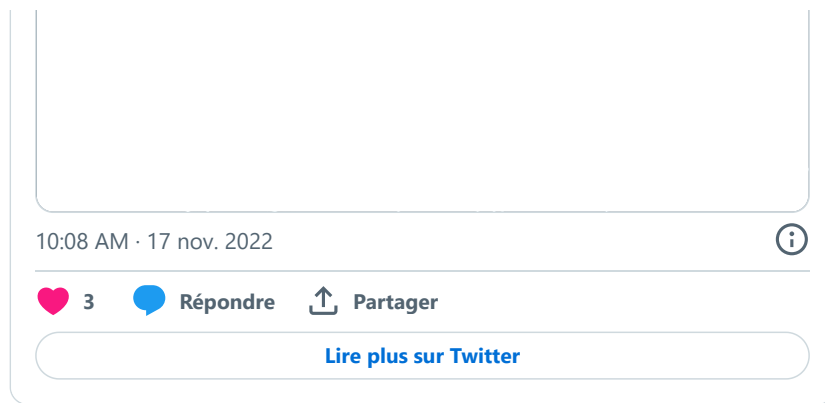 10:08 AM · 17 nov. 2022
3 Répondre Partager
Lire plus sur Twitter